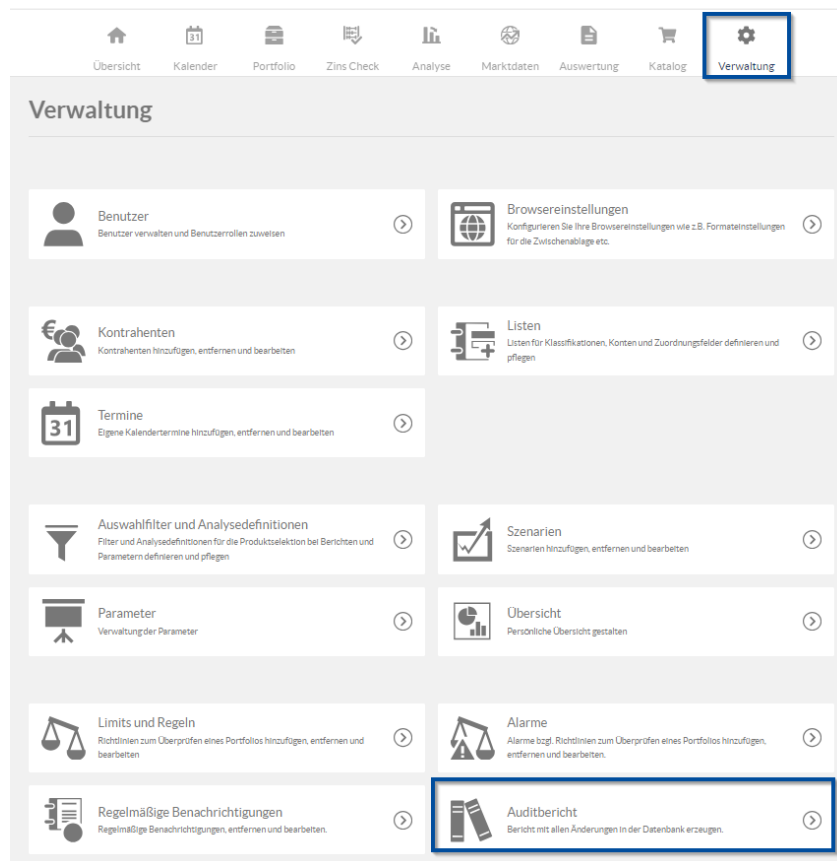 31
Übersicht Kalender Portfolio Zins Check Analyse Marktdaten Auswertung Katalog Verwaltung
Verwaltung
Benutzer
Benutzer verwalten und Benutzerrollen zuweisen
Browsereinstellungen
Konfigurieren Sie Ihre Browsereinstellungen wie z.B. Formateinstellungen
für die Zwischenablage etc.
€
Kontrahenten
Kontrahenten hinzufügen, entfernen und bearbeiten
Listen
Listen für Klassifikationen, Konten und Zuordnungsfelder definieren und
pflegen
31
Termine
Eigene Kalendertermine hinzufügen, entfernen und bearbeiten
Auswahlfilter und Analysedefinitionen
Filter und Analysedefinitionen für die Produktselektion bei Berichten und
Parametern definieren und pflegen
Szenarien
Szenarien hinzufügen, entfernen und bearbeiten
Parameter
Verwaltung der Parameter
Übersicht
Persönliche Übersicht gestalten
Limits und Regeln
Richtlinien zum Überprüfen eines Portfolios hinzufügen, entfernen und
bearbeiten
Alarme
Alarme bzgl. Richtlinien zum Überprüfen eines Portfolios hinzufügen,
entfernen und bearbeiten.
Regelmäßige Benachrichtigungen
Regelmäßige Benachrichtigungen, entfernen und bearbeiten.
Auditbericht
Bericht mit allen Änderungen in der Datenbank erzeugen.